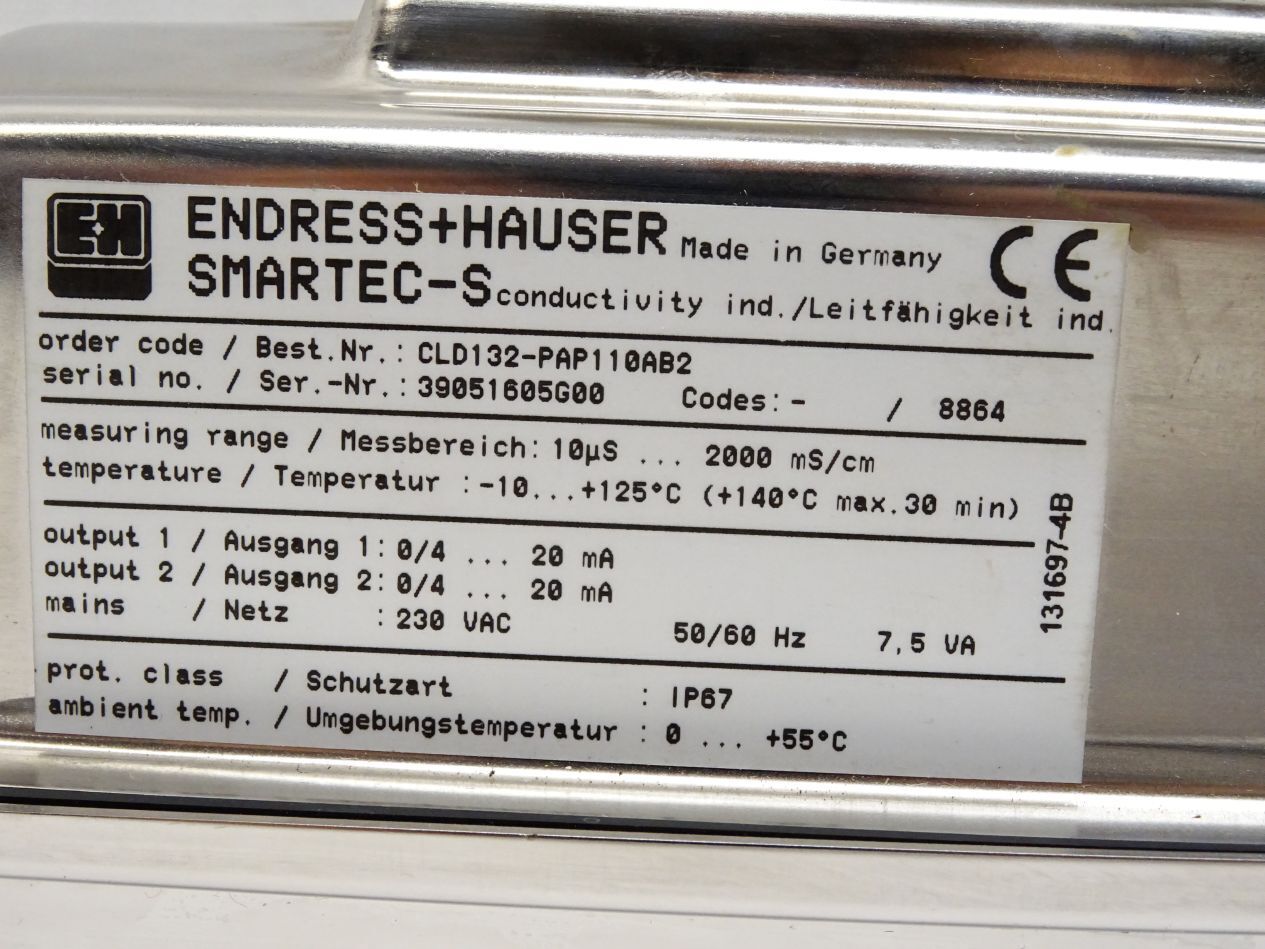 E+H
ENDRESS+HAUSER Made in Germany CE
SMARTEC-S conductivity ind./Leitfähigkeit ind.
order code / Best.Nr.: CLD132-PAP110AB2
serial no. / Ser.-Nr.: 39051605G00 Codes: - / 8864
measuring range / Messbereich: 10µS ... 2000 mS/cm
temperature / Temperatur : -10...+125°C (+140°C max.30 min)
output 1 / Ausgang 1: 0/4 ... 20 mA
output 2 / Ausgang 2: 0/4 ... 20 mA
mains / Netz : 230 VAC 50/60 Hz 7,5 VA
prot. class / Schutzart : IP67
ambient temp. / Umgebungstemperatur : 0 ... +55°C
131697-4B